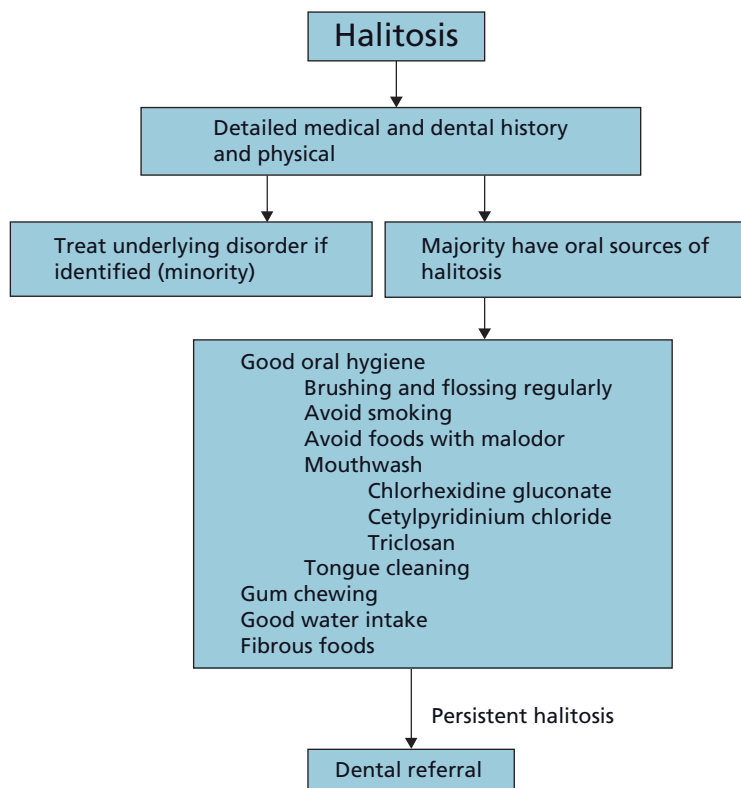 Halitosis
Detailed medical and dental history
and physical
Treat underlying disorder if
identified (minority)
Majority have oral sources of
halitosis
Good oral hygiene
Brushing and flossing regularly
Avoid smoking
Avoid foods with malodor
Mouthwash
Chlorhexidine gluconate
Cetylpyridinium chloride
Triclosan
Tongue cleaning
Gum chewing
Good water intake
Fibrous foods
Persistent halitosis
Dental referral